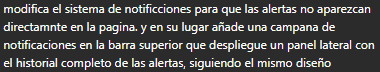 modifica el sistema de notificciones para que las alertas no aparezcan
directamnte en la pagina. y en su lugar añade una campana de
notificaciones en la barra superior que despliegue un panel lateral con
el historial completo de las alertas, siguiendo el mismo diseño